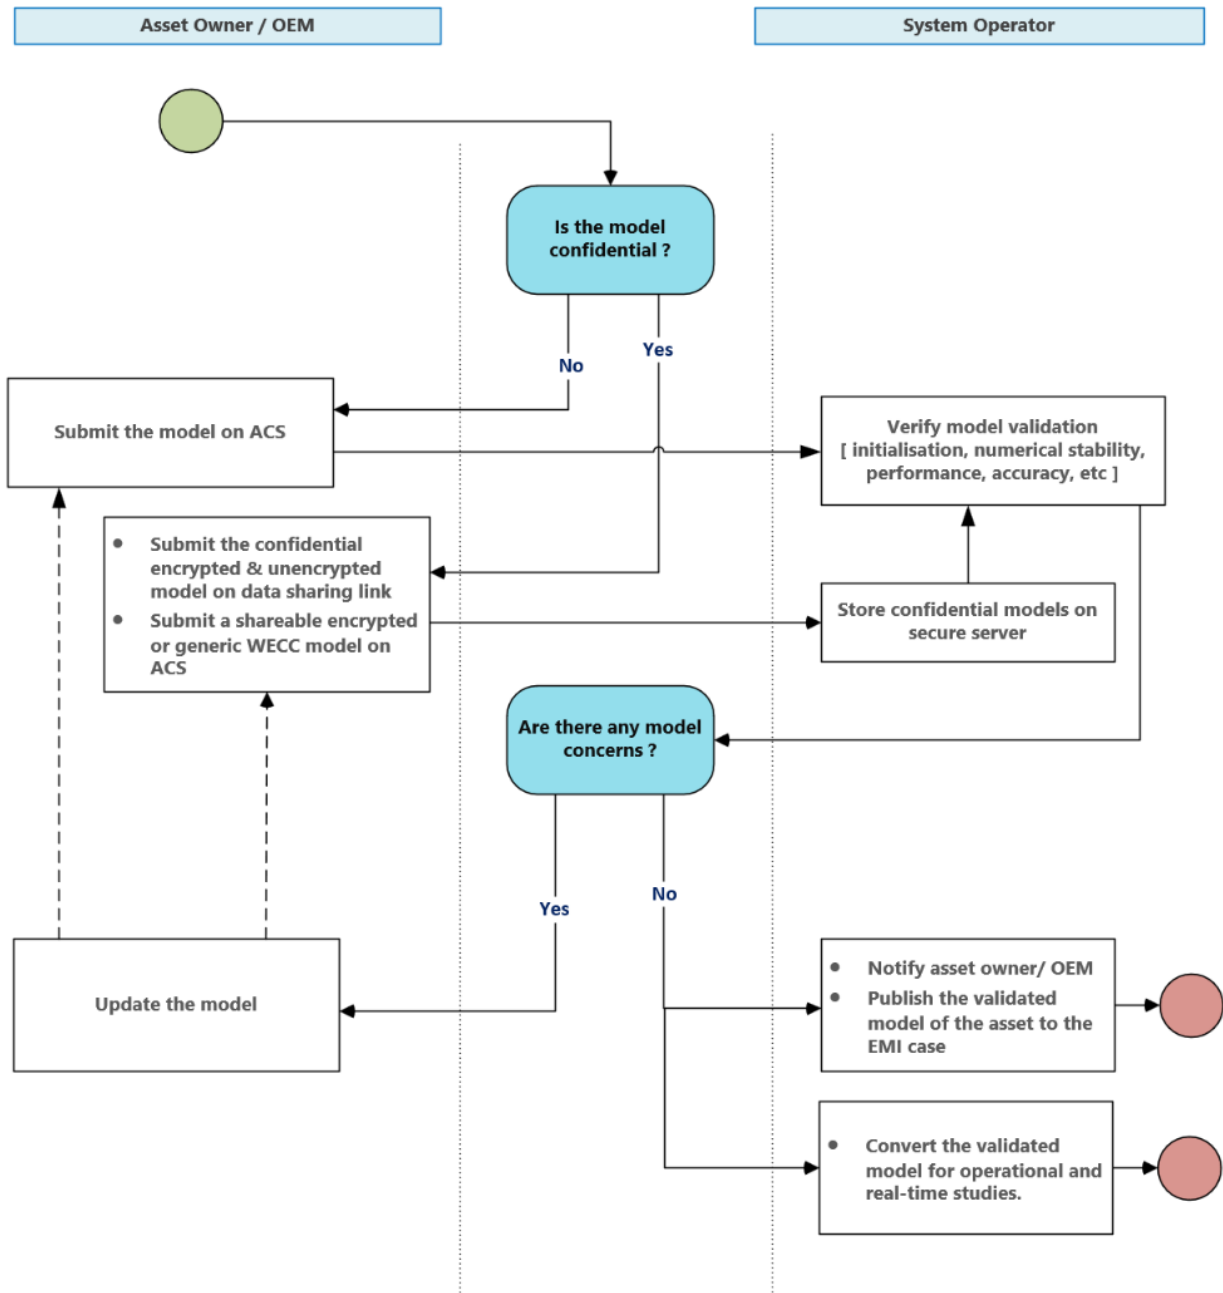 Asset Owner / OEM
System Operator
Is the model
confidential ?
No
Yes
Submit the model on ACS
Verify model validation
[ initialisation, numerical stability,
performance, accuracy, etc ]
• Submit the confidential
encrypted & unencrypted
model on data sharing link
• Submit a shareable encrypted
or generic WECC model on
ACS
Store confidential models on
secure server
Are there any model
concerns ?
Yes
No
Update the model
• Notify asset owner/ OEM
• Publish the validated
model of the asset to the
EMI case
• Convert the validated
model for operational and
real-time studies.